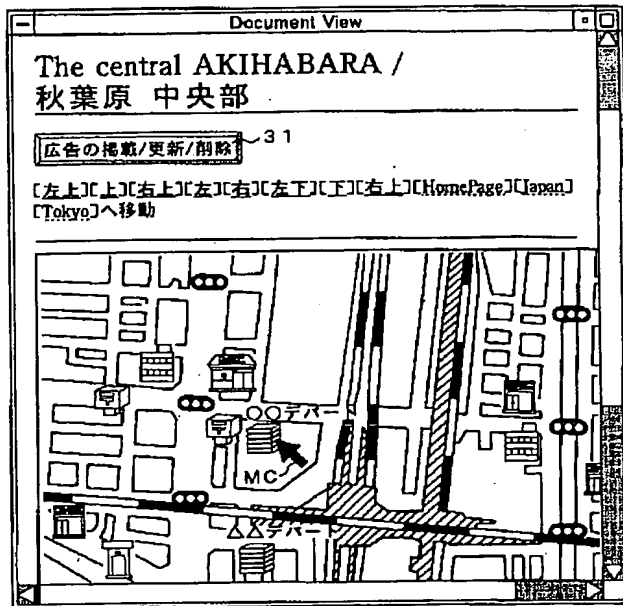 Document View
The central AKIHABARA /
秋葉原 中央部
広告の掲載/更新/削除
31
[左上][上][右上][左][右][左下][下][右上][HomePage][Japan]
[Tokyo]へ移動
○○デパート
MC
△△デパート